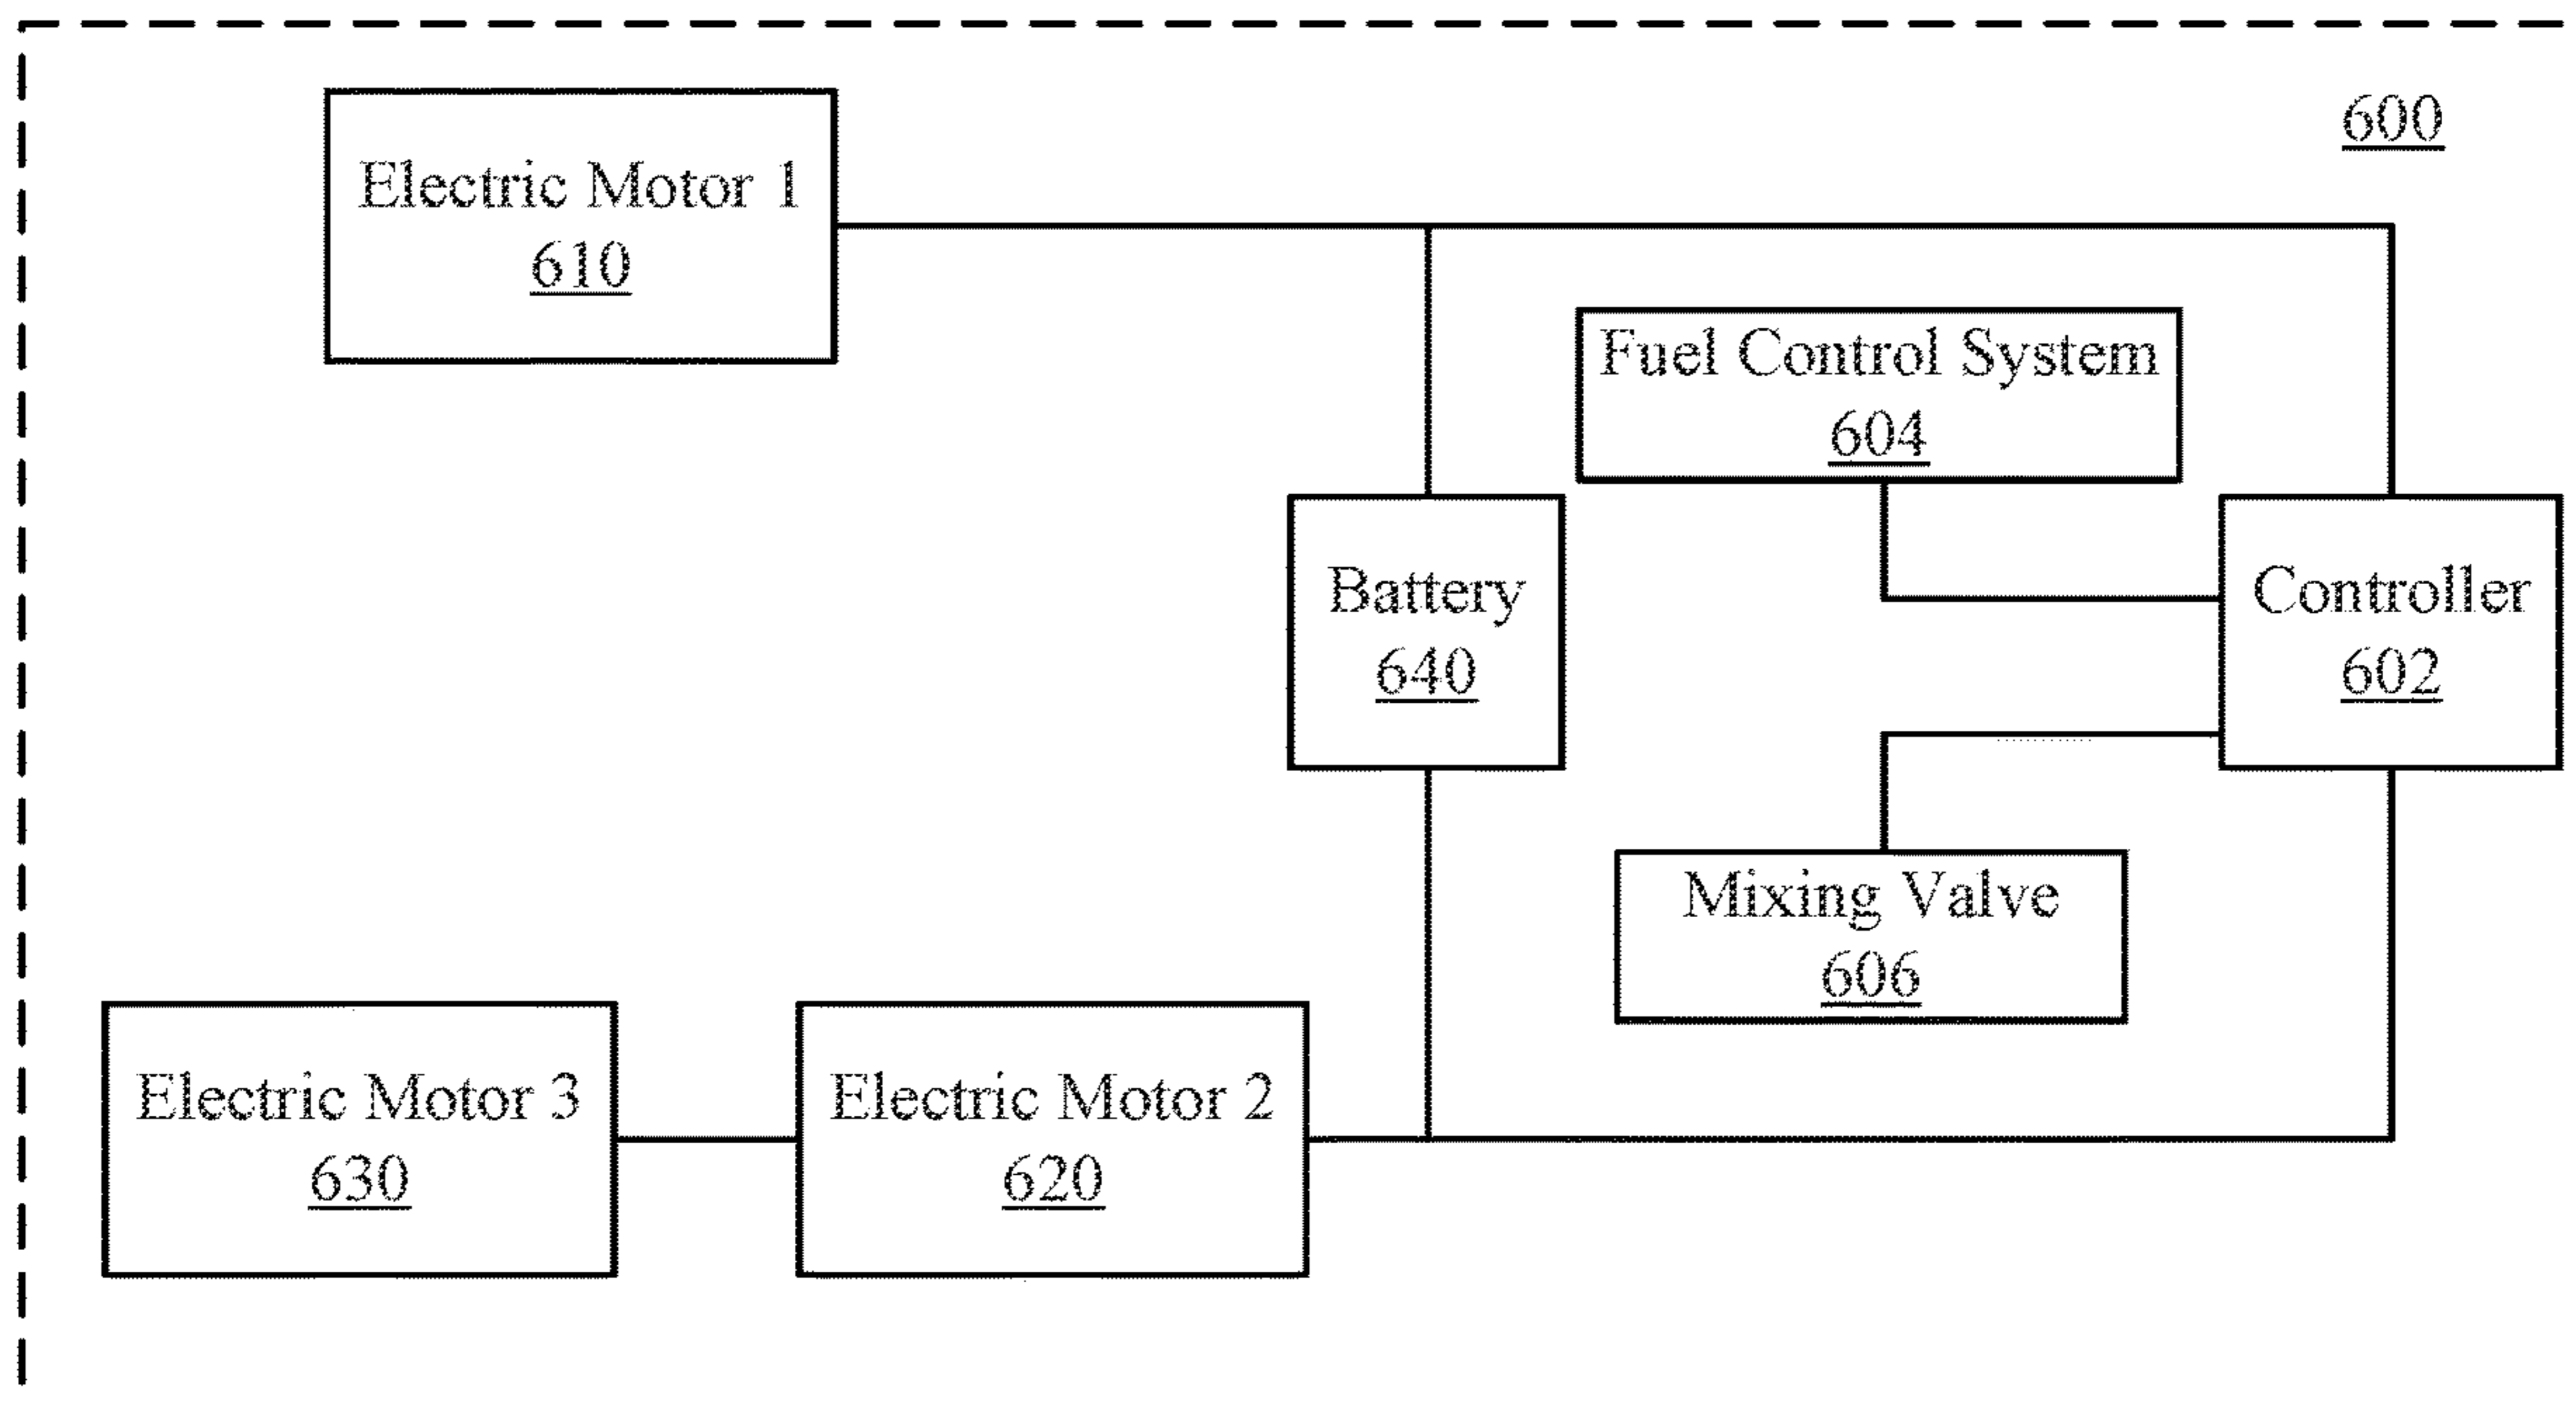 600
Electric Motor 1
610
Fuel Control System
604
Battery
640
Controller
602
Mixing Valve
606
Electric Motor 3
630
Electric Motor 2
620